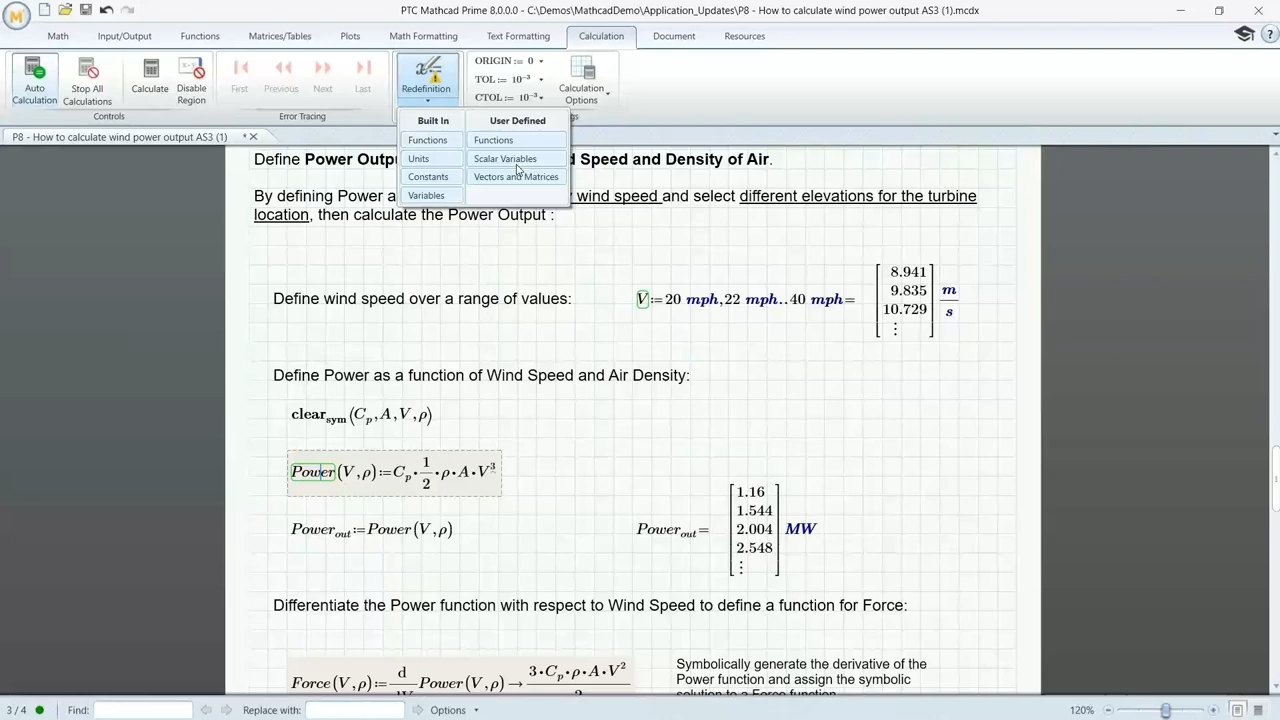 PTC Mathcad Prime 8.0.0.0 - C:\Demos\MathcadDemo\Application_Updates\P8 - How to calculate wind power output AS3 (1).mcdx
Math Input/Output Functions Matrices/Tables Plots Math Formatting Text Formatting Calculation Document Resources
Auto Calculation
Stop All Calculations
Calculate
Disable Region
Controls
First Previous Next Last
Error Tracing
Redefinition
ORIGIN := 0
TOL := 10⁻³
CTOL := 10⁻³
Calculation Options
P8 - How to calculate wind power output AS3 (1) *
Built In
User Defined
Functions
Functions
Units
Scalar Variables
Constants
Vectors and Matrices
Variables
Define Power Outp
d Speed and Density of Air.
By defining Power a
wind speed and select different elevations for the turbine
location, then calculate the Power Output :
Define wind speed over a range of values:
V := 20 mph, 22 mph .. 40 mph = [8.941 9.835 10.729 ⋮] m/s
Define Power as a function of Wind Speed and Air Density:
clear_sym (C_p, A, V, ρ)
Power (V, ρ) := C_p · 1/2 · ρ · A · V³
Power_out := Power (V, ρ)
Power_out = [1.16 1.544 2.004 2.548 ⋮] MW
Differentiate the Power function with respect to Wind Speed to define a function for Force:
Force (V, ρ) := d/dV Power (V, ρ) → 3 · C_p · ρ · A · V² / 2
Symbolically generate the derivative of the
Power function and assign the symbolic
solution to a Force function
3 / 4 Find: Replace with: Options 120%